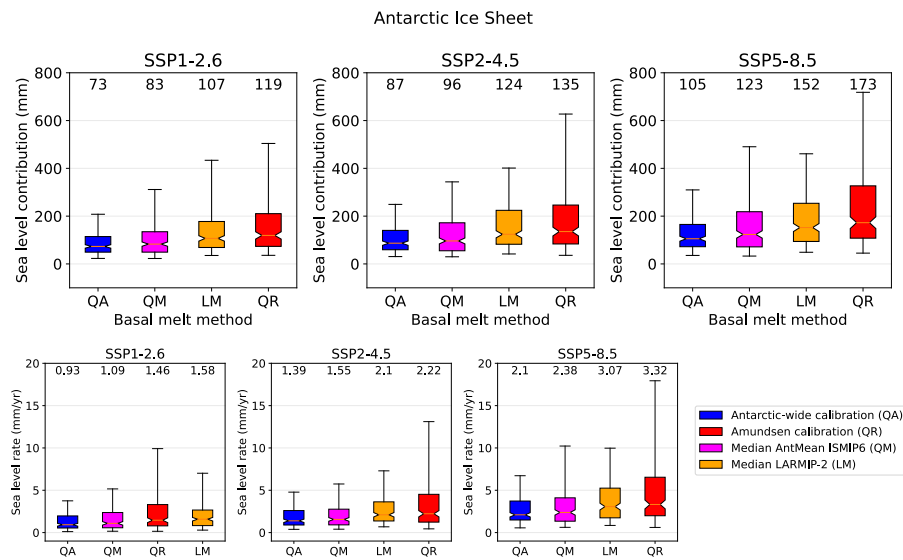 Antarctic Ice Sheet
SSP1-2.6
SSP2-4.5
SSP5-8.5
Sea level contribution (mm)
800
600
400
200
0
73 83 107 119
QA QM LM QR
Basal melt method
Sea level contribution (mm)
800
600
400
200
0
87 96 124 135
QA QM LM QR
Basal melt method
Sea level contribution (mm)
800
600
400
200
0
105 123 152 173
QA QM LM QR
Basal melt method
SSP1-2.6
Sea level rate (mm/yr)
20
15
10
5
0
0.93 1.09 1.46 1.58
QA QM QR LM
SSP2-4.5
Sea level rate (mm/yr)
20
15
10
5
0
1.39 1.55 2.1 2.22
QA QM LM QR
SSP5-8.5
Sea level rate (mm/yr)
20
15
10
5
0
2.1 2.38 3.07 3.32
QA QM LM QR
Antarctic-wide calibration (QA)
Amundsen calibration (QR)
Median AntMean ISMIP6 (QM)
Median LARMIP-2 (LM)